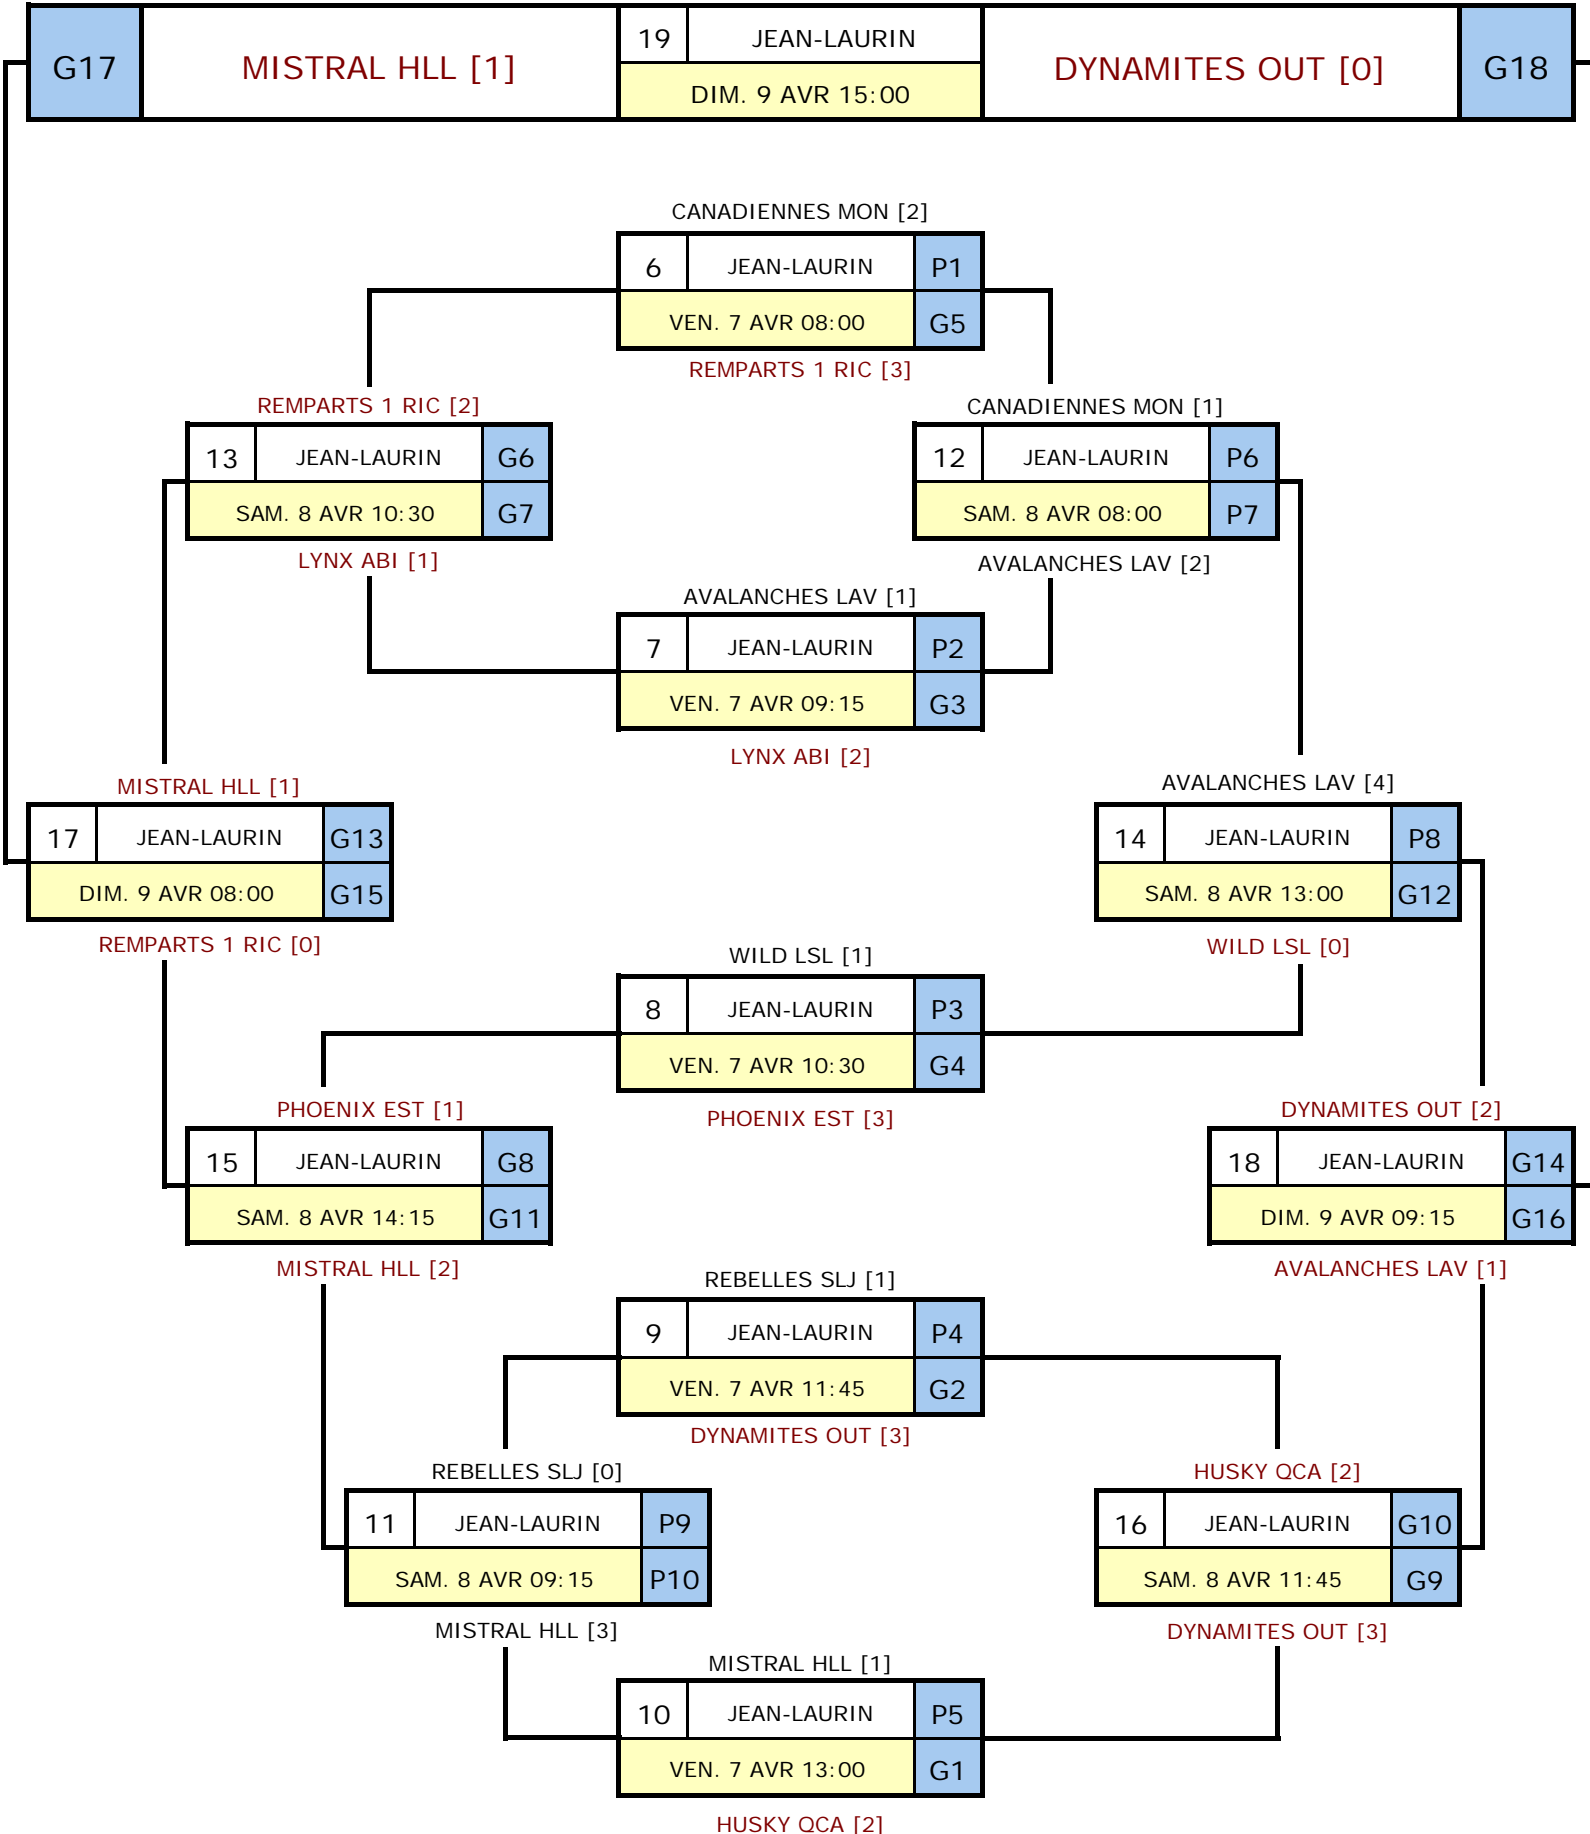 G17 MISTRAL HLL [1] 19 JEAN-LAURIN DYNAMITES OUT [0] G18
DIM. 9 AVR 15:00
CANADIENNES MON [2]
6 JEAN-LAURIN P1
VEN. 7 AVR 08:00 G5
REMPARTS 1 RIC [3]
REMPARTS 1 RIC [2]
13 JEAN-LAURIN G6
SAM. 8 AVR 10:30 G7
LYNX ABI [1]
CANADIENNES MON [1]
12 JEAN-LAURIN P6
SAM. 8 AVR 08:00 P7
AVALANCHES LAV [2]
AVALANCHES LAV [1]
7 JEAN-LAURIN P2
VEN. 7 AVR 09:15 G3
LYNX ABI [2]
MISTRAL HLL [1]
17 JEAN-LAURIN G13
DIM. 9 AVR 08:00 G15
REMPARTS 1 RIC [0]
AVALANCHES LAV [4]
14 JEAN-LAURIN P8
SAM. 8 AVR 13:00 G12
WILD LSL [0]
WILD LSL [1]
8 JEAN-LAURIN P3
VEN. 7 AVR 10:30 G4
PHOENIX EST [3]
PHOENIX EST [1]
15 JEAN-LAURIN G8
SAM. 8 AVR 14:15 G11
MISTRAL HLL [2]
DYNAMITES OUT [2]
18 JEAN-LAURIN G14
DIM. 9 AVR 09:15 G16
AVALANCHES LAV [1]
REBELLES SLJ [1]
9 JEAN-LAURIN P4
VEN. 7 AVR 11:45 G2
DYNAMITES OUT [3]
REBELLES SLJ [0]
11 JEAN-LAURIN P9
SAM. 8 AVR 09:15 P10
MISTRAL HLL [3]
HUSKY QCA [2]
16 JEAN-LAURIN G10
SAM. 8 AVR 11:45 G9
DYNAMITES OUT [3]
MISTRAL HLL [1]
10 JEAN-LAURIN P5
VEN. 7 AVR 13:00 G1
HUSKY QCA [2]